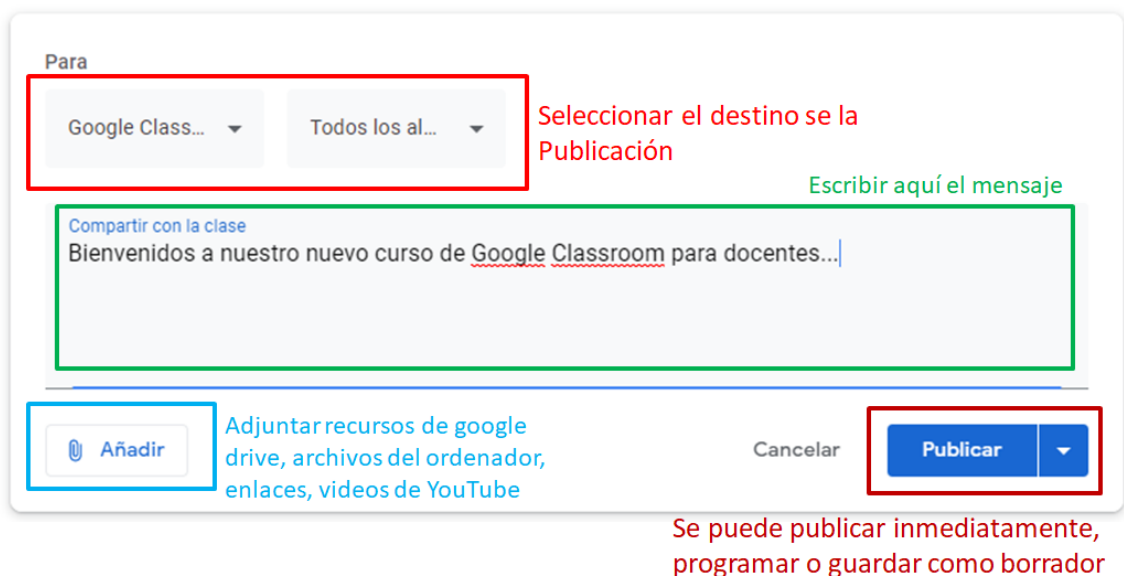 Para
Google Class...
Todos los al...
Seleccionar el destino se la
Publicación
Escribir aquí el mensaje
Compartir con la clase
Bienvenidos a nuestro nuevo curso de Google Classroom para docentes...
Añadir
Adjuntar recursos de google
drive, archivos del ordenador,
enlaces, videos de YouTube
Cancelar
Publicar
Se puede publicar inmediatamente,
programar o guardar como borrador